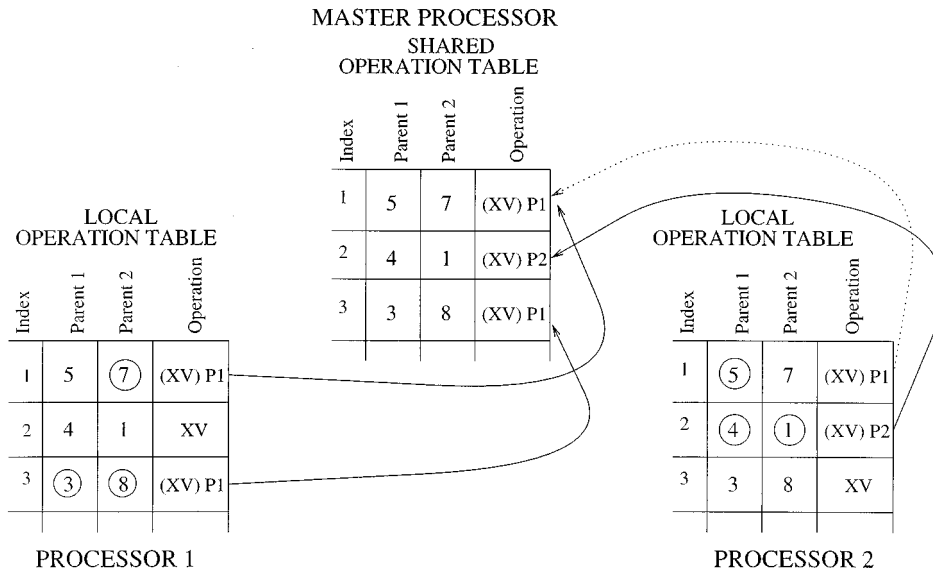 MASTER PROCESSOR
SHARED
OPERATION TABLE
Index Parent 1 Parent 2 Operation
1 5 7 (XV) P1
2 4 1 (XV) P2
3 3 8 (XV) P1
LOCAL
OPERATION TABLE
Index Parent 1 Parent 2 Operation
1 5 7 (XV) P1
2 4 1 XV
3 3 8 (XV) P1
PROCESSOR 1
LOCAL
OPERATION TABLE
Index Parent 1 Parent 2 Operation
1 5 7 (XV) P1
2 4 1 (XV) P2
3 3 8 XV
PROCESSOR 2